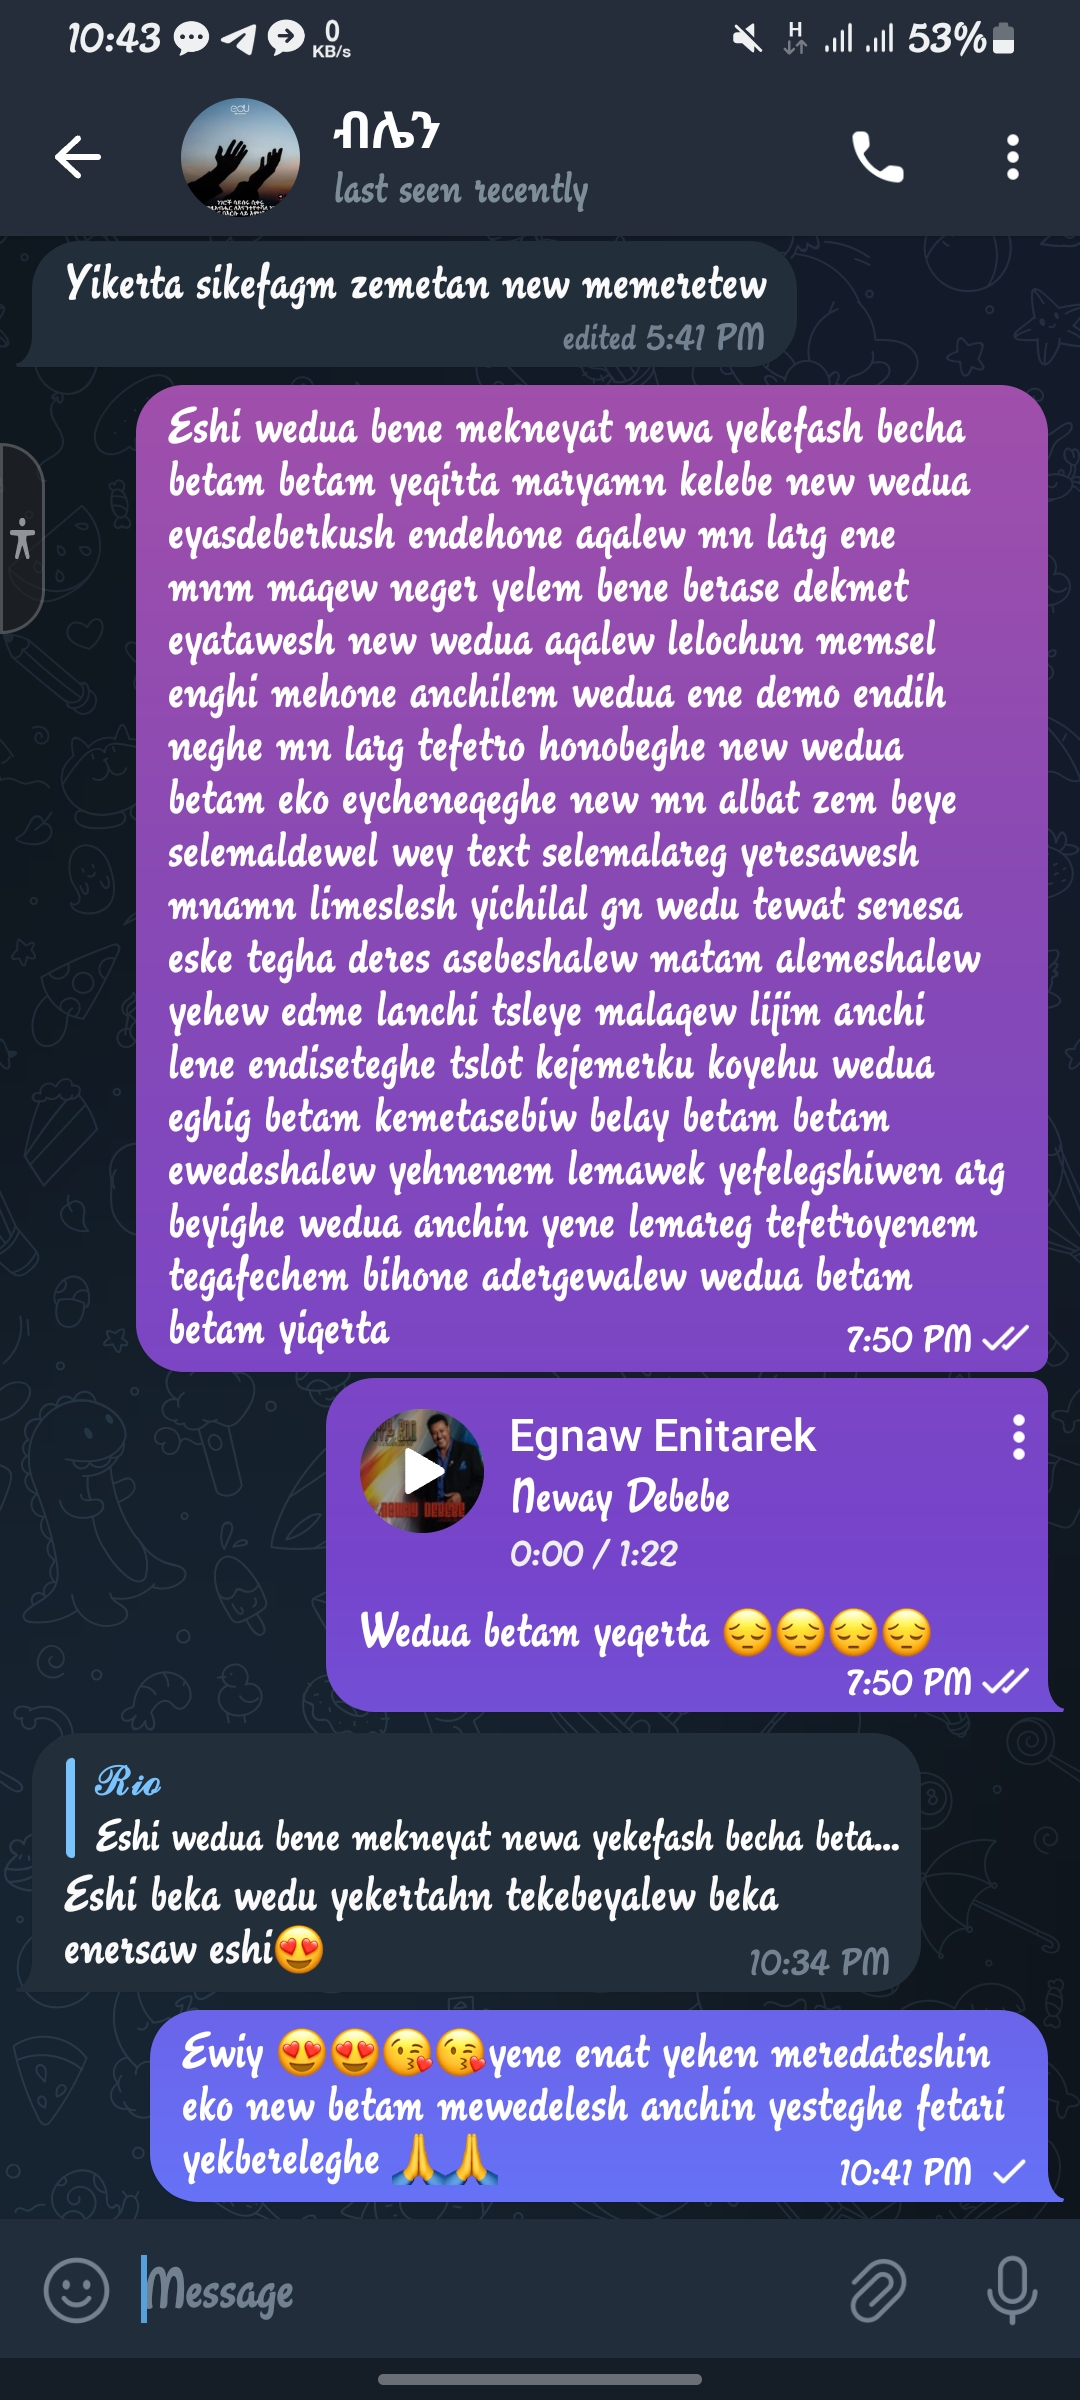 10:43
0
KB/s
H
53%
edu
ብሌን
last seen recently
Yikerta sikefagm zemetan new memeretew
edited 5:41 PM
Eshi wedua bene mekneyat newa yekefash becha
betam betam yeqirta maryamn kelebe new wedua
eyasdeberkush endehone aqalew mn larg ene
mnm maqew neger yelem bene berase dekmet
eyatawesh new wedua aqalew lelochun memsel
enghi mehone anchilem wedua ene demo endih
neghe mn larg tefetro honobeghe new wedua
betam eko eycheneqeghe new mn albat zem beye
selemaldewel wey text selemalareg yeresawesh
mnamn limeslesh yichilal gn wedu tewat senesa
eske tegha deres asebeshalew matam alemeshalew
yehew edme lanchi tsleye malaqew lijim anchi
lene endiseteghe tslot kejemerku koyehu wedua
eghig betam kemetasebiw belay betam betam
ewedeshalew yehnenem lemawek yefelegshiwen arg
beyighe wedua anchin yene lemareg tefetroyenem
tegafechem bihone adergewalew wedua betam
betam yiqerta
7:50 PM
Egnaw Enitarek
Neway Debebe
0:00 / 1:22
NEWAY DEBEBE
Wedua betam yeqerta 😔😔😔😔
7:50 PM
Rio
Eshi wedua bene mekneyat newa yekefash becha beta...
Eshi beka wedu yekertahn tekebeyalew beka
enersaw eshi😍
10:34 PM
Ewiy 😍😍😘😘yene enat yehen meredateshin
eko new betam mewedelesh anchin yesteghe fetari
yekbereleghe 🙏🙏
10:41 PM
Message